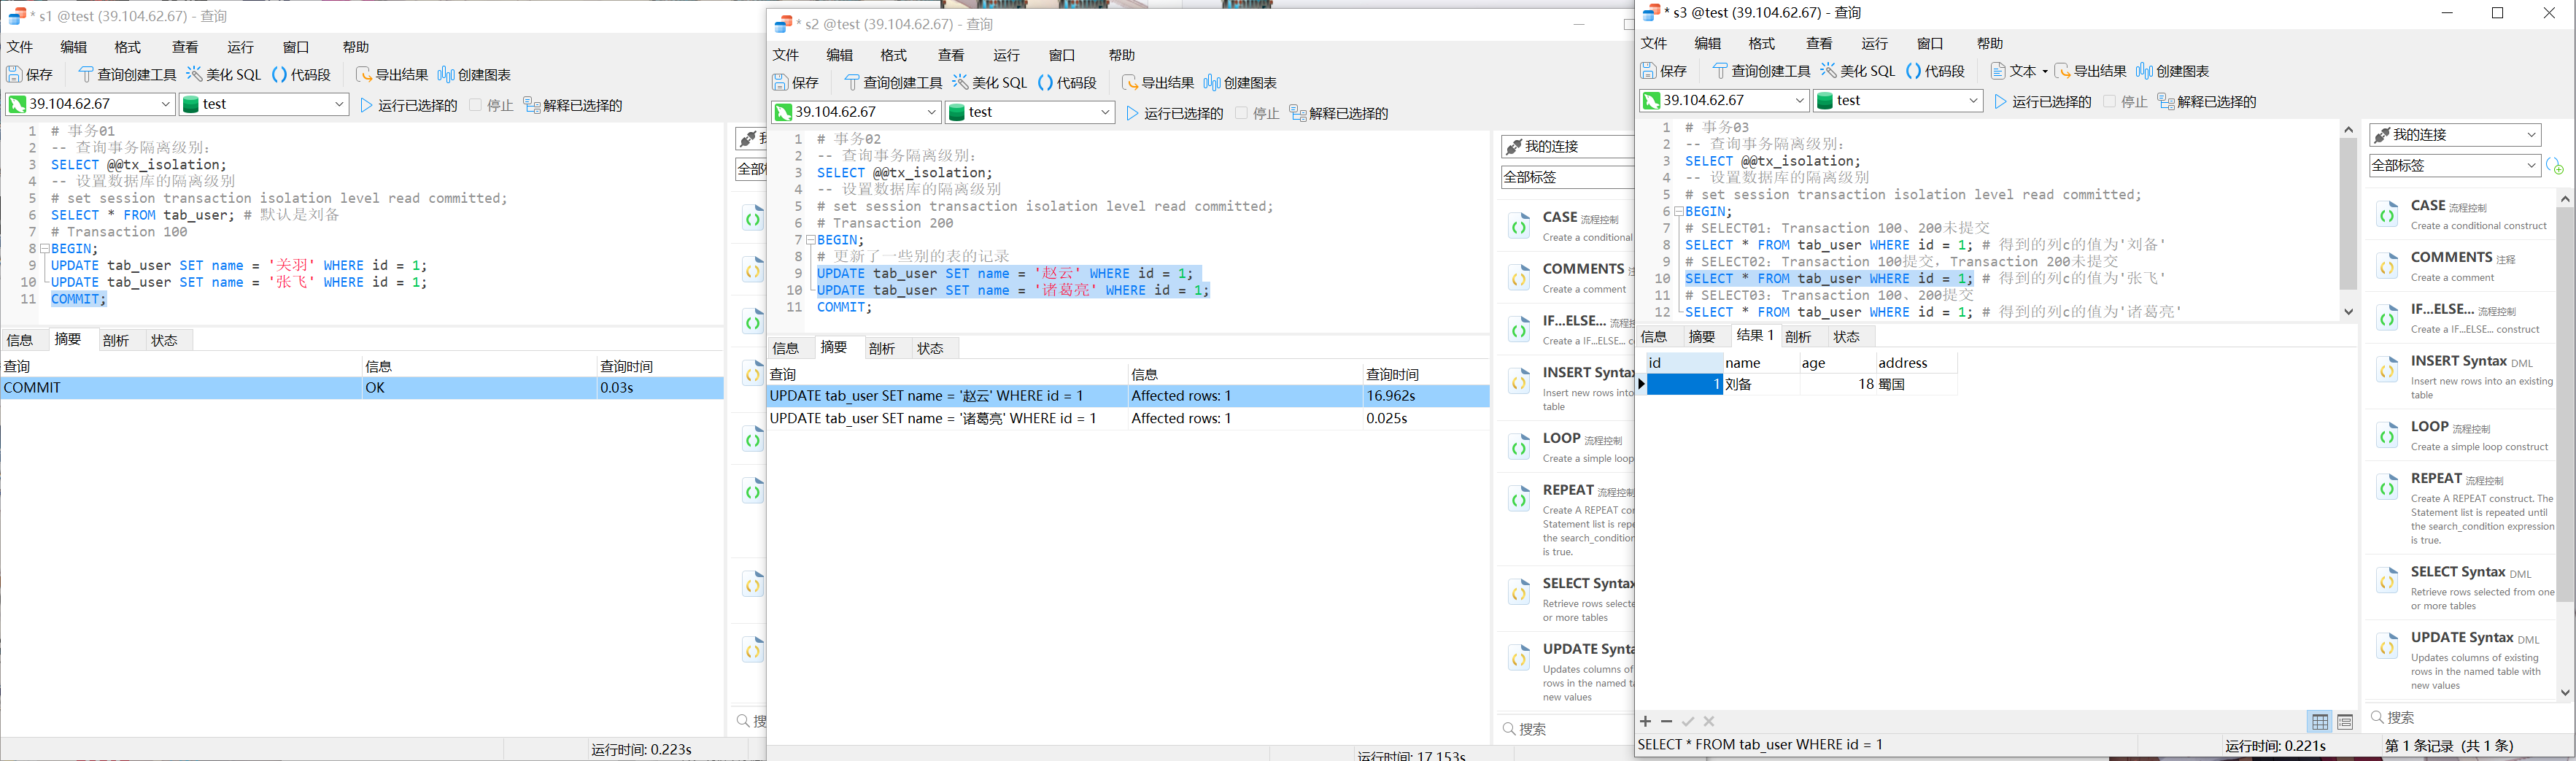 * s1 @test (39.104.62.67) - 查询
文件 编辑 格式 查看 运行 窗口 帮助
保存 查询创建工具 美化 SQL 代码段 导出结果 创建图表
39.104.62.67 test 运行已选择的 停止 解释已选择的
1 # 事务01
2 -- 查询事务隔离级别：
3 SELECT @@tx_isolation;
4 -- 设置数据库的隔离级别
5 # set session transaction isolation level read committed;
6 SELECT * FROM tab_user; # 默认是刘备
7 # Transaction 100
8 BEGIN;
9 UPDATE tab_user SET name = '关羽' WHERE id = 1;
10 UPDATE tab_user SET name = '张飞' WHERE id = 1;
11 COMMIT;
信息 摘要 剖析 状态
查询 信息 查询时间
COMMIT OK 0.03s
全部标
搜
运行时间: 0.223s
* s2 @test (39.104.62.67) - 查询
文件 编辑 格式 查看 运行 窗口 帮助
保存 查询创建工具 美化 SQL 代码段 导出结果 创建图表
39.104.62.67 test 运行已选择的 停止 解释已选择的
1 # 事务02
2 -- 查询事务隔离级别：
3 SELECT @@tx_isolation;
4 -- 设置数据库的隔离级别
5 # set session transaction isolation level read committed;
6 # Transaction 200
7 BEGIN;
8 # 更新了一些别的表的记录
9 UPDATE tab_user SET name = '赵云' WHERE id = 1;
10 UPDATE tab_user SET name = '诸葛亮' WHERE id = 1;
11 COMMIT;
信息 摘要 剖析 状态
查询 信息 查询时间
UPDATE tab_user SET name = '赵云' WHERE id = 1 Affected rows: 1 16.962s
UPDATE tab_user SET name = '诸葛亮' WHERE id = 1 Affected rows: 1 0.025s
我的连接
全部标签
CASE 流程控制
Create a conditional
COMMENTS 注释
Create a comment
IF...ELSE...
Create a IF...ELSE...
INSERT Syntax
Insert new rows into
table
LOOP 流程控制
Create a simple loop
REPEAT 流程控制
Create A REPEAT
Statement list is
the search_condition
is true.
SELECT Syntax
Retrieve rows
or more tables
UPDATE
Updates columns of
rows in the named
new values
搜索
运行时间: 17.153s
* s3 @test (39.104.62.67) - 查询
文件 编辑 格式 查看 运行 窗口 帮助
保存 查询创建工具 美化 SQL 代码段 文本 导出结果 创建图表
39.104.62.67 test 运行已选择的 停止 解释已选择的
1 # 事务03
2 -- 查询事务隔离级别：
3 SELECT @@tx_isolation;
4 -- 设置数据库的隔离级别
5 # set session transaction isolation level read committed;
6 BEGIN;
7 # SELECT01：Transaction 100、200未提交
8 SELECT * FROM tab_user WHERE id = 1; # 得到的列c的值为'刘备'
9 # SELECT02：Transaction 100提交，Transaction 200未提交
10 SELECT * FROM tab_user WHERE id = 1; # 得到的列c的值为'张飞'
11 # SELECT03：Transaction 100、200提交
12 SELECT * FROM tab_user WHERE id = 1; # 得到的列c的值为'诸葛亮'
信息 摘要 结果 1 剖析 状态
id name age address
1 刘备 18 蜀国
我的连接
全部标签
CASE 流程控制
Create a conditional construct
COMMENTS 注释
Create a comment
IF...ELSE... 流程控制
Create a IF...ELSE... construct
INSERT Syntax DML
Insert new rows into an existing
table
LOOP 流程控制
Create a simple loop construct
REPEAT 流程控制
Create A REPEAT construct. The
Statement list is repeated until
the search_condition expression
is true.
SELECT Syntax DML
Retrieve rows selected from one
or more tables
UPDATE Syntax DML
Updates columns of existing
rows in the named table with
new values
搜索
SELECT * FROM tab_user WHERE id = 1 运行时间: 0.221s 第 1 条记录 (共 1 条)